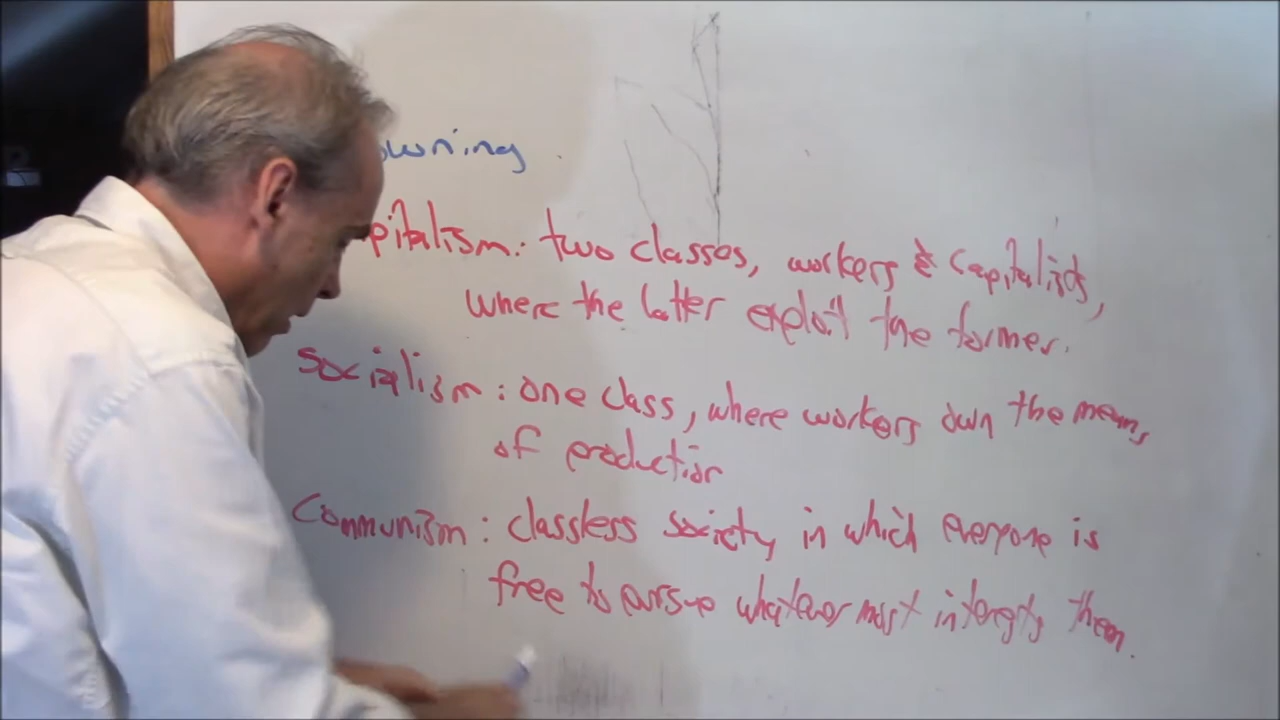 owning
pitalism: two classes, workers & Capitalists,
where the latter exploit the former.
Socialism: one class, where workers own the means
of production
Communism: classless society in which everyone is
free to pursue whatever most interests them.